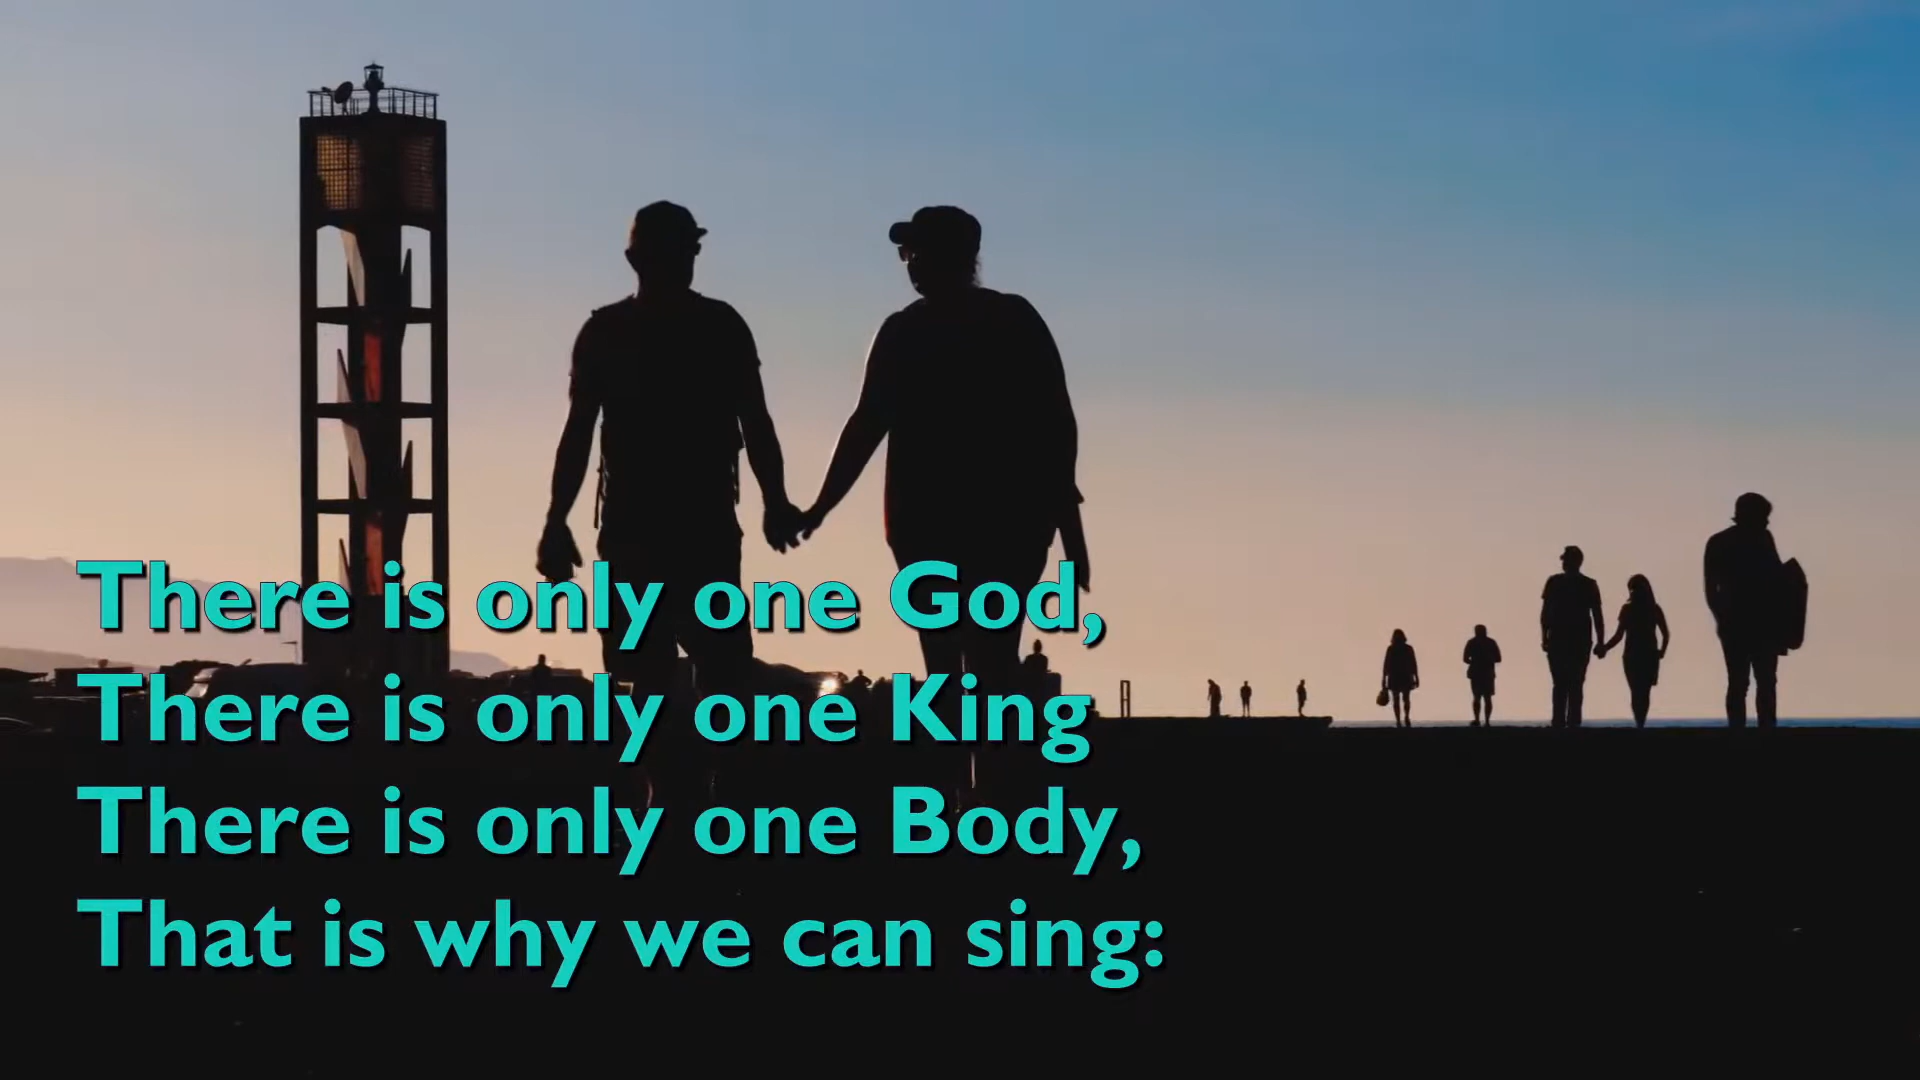 There is only one God,
There is only one King
There is only one Body,
That is why we can sing: